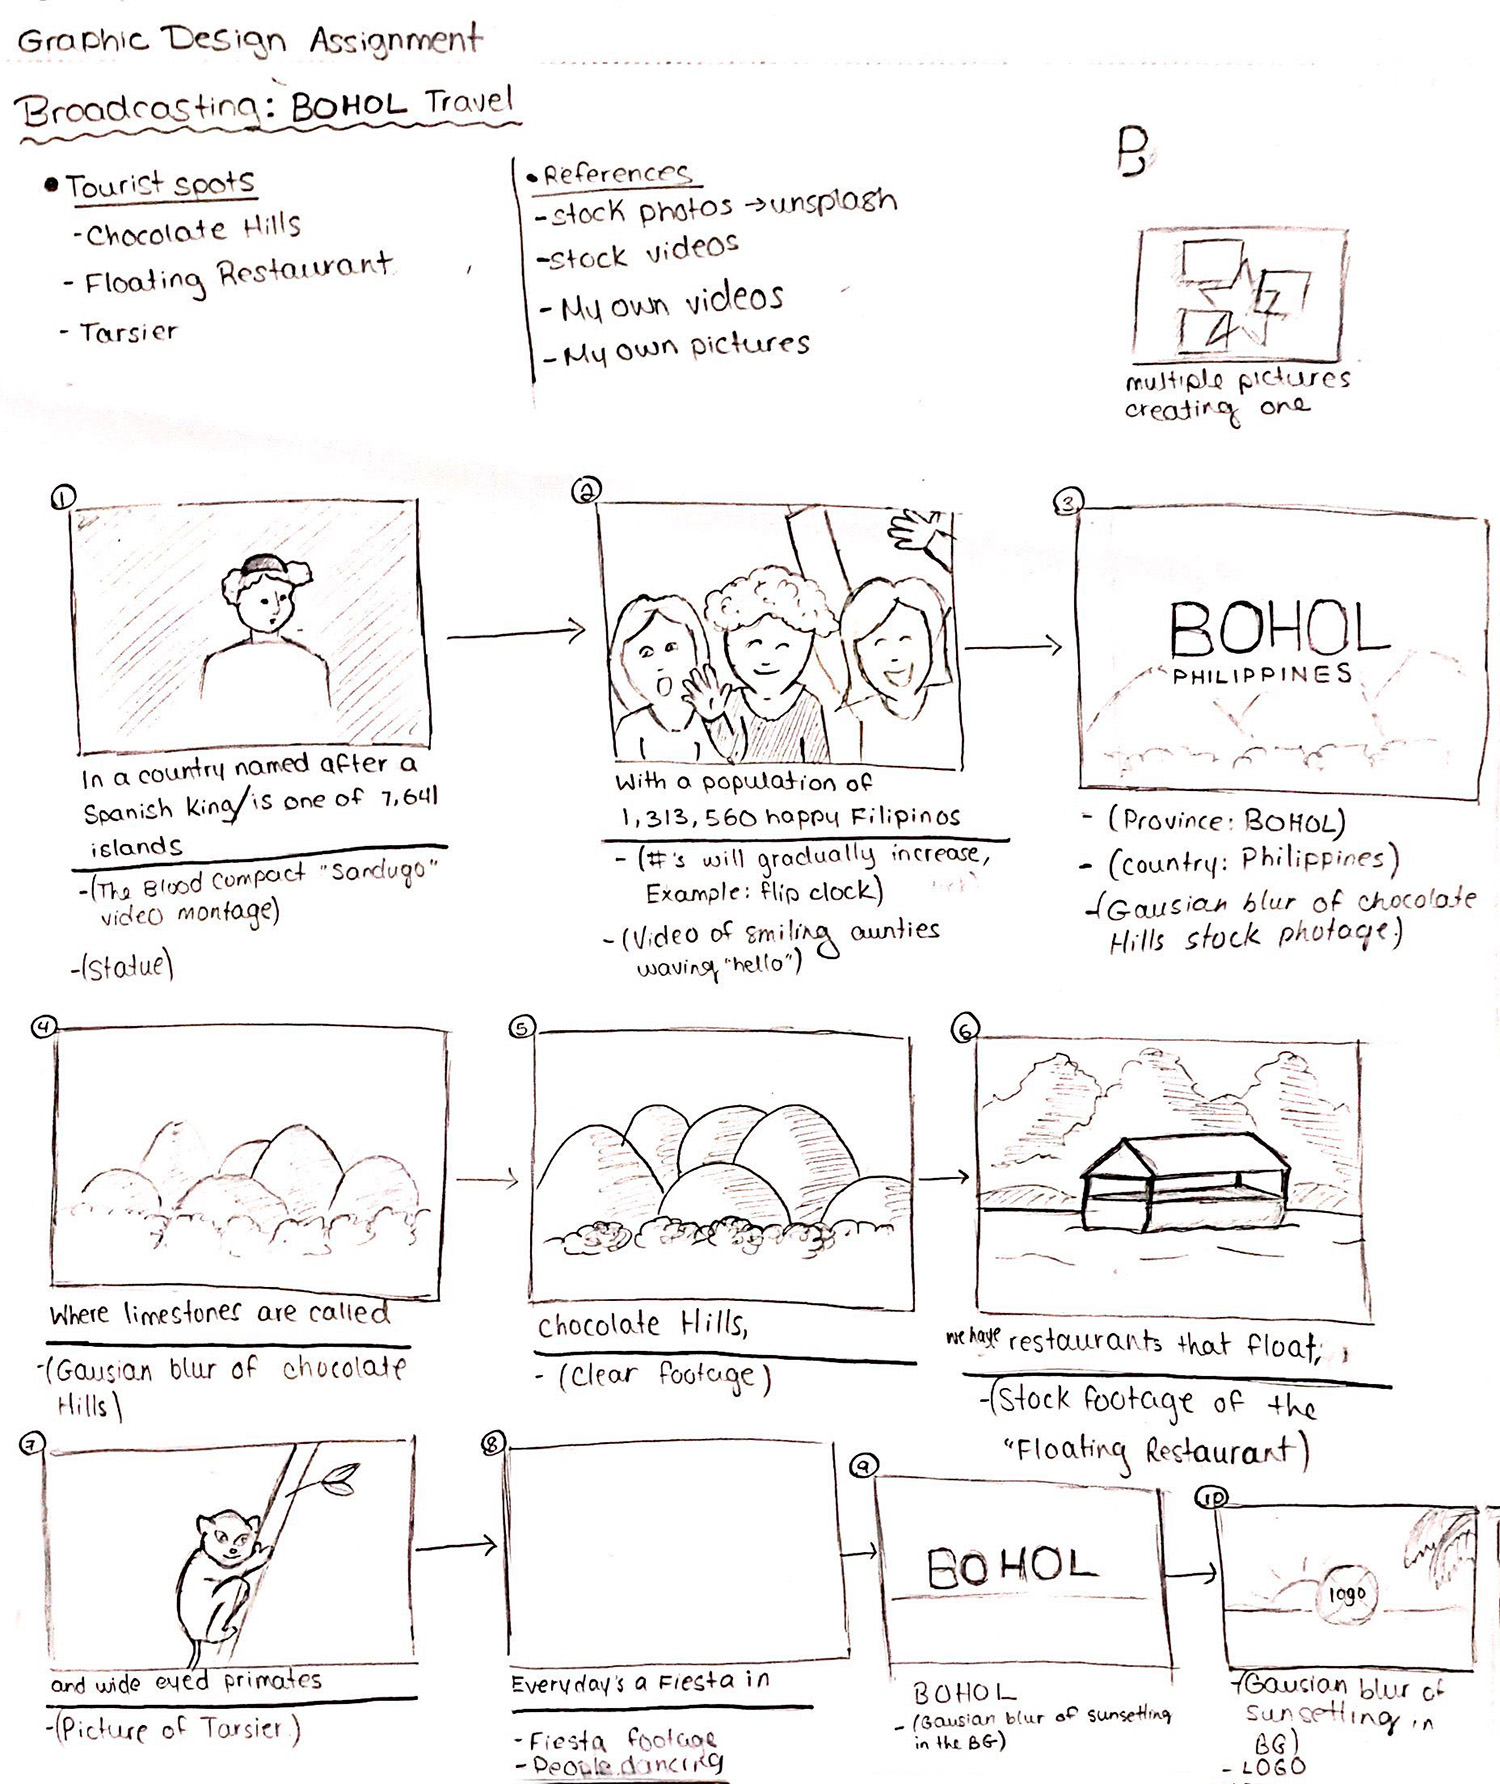 Graphic Design Assignment
Broadcasting: BOHOL Travel
• Tourist spots
- Chocolate Hills
- Floating Restaurant
- Tarsier
• References
- stock photos → unsplash
- stock videos
- My own videos
- My own pictures
B
multiple pictures
creating one
1
In a country named after a
Spanish King/is one of 7,641
islands
-(The Blood Compact "Sandugo"
video montage)
-(Statue)
2
With a population of
1,313,560 happy Filipinos
- (#'s will gradually increase,
Example: flip clock)
-(Video of smiling aunties
waving "hello")
3
BOHOL
PHILIPPINES
- (Province: BOHOL)
- (country: Philippines)
-(Gausian blur of chocolate
Hills stock photage.)
4
Where limestones are called
-(Gausian blur of chocolate
Hills)
5
chocolate Hills,
- (Clear footage)
6
we have restaurants that float,
-(Stock footage of the
"Floating Restaurant)
7
and wide eyed primates
-(Picture of Tarsier.)
8
Everyday's a Fiesta in
- Fiesta footage
- People dancing
9
BOHOL
BOHOL
- (Gausian blur of sunsetting
in the BG)
10
logo
-(Gausian blur of
sunsetting in
BG)
- LOGO